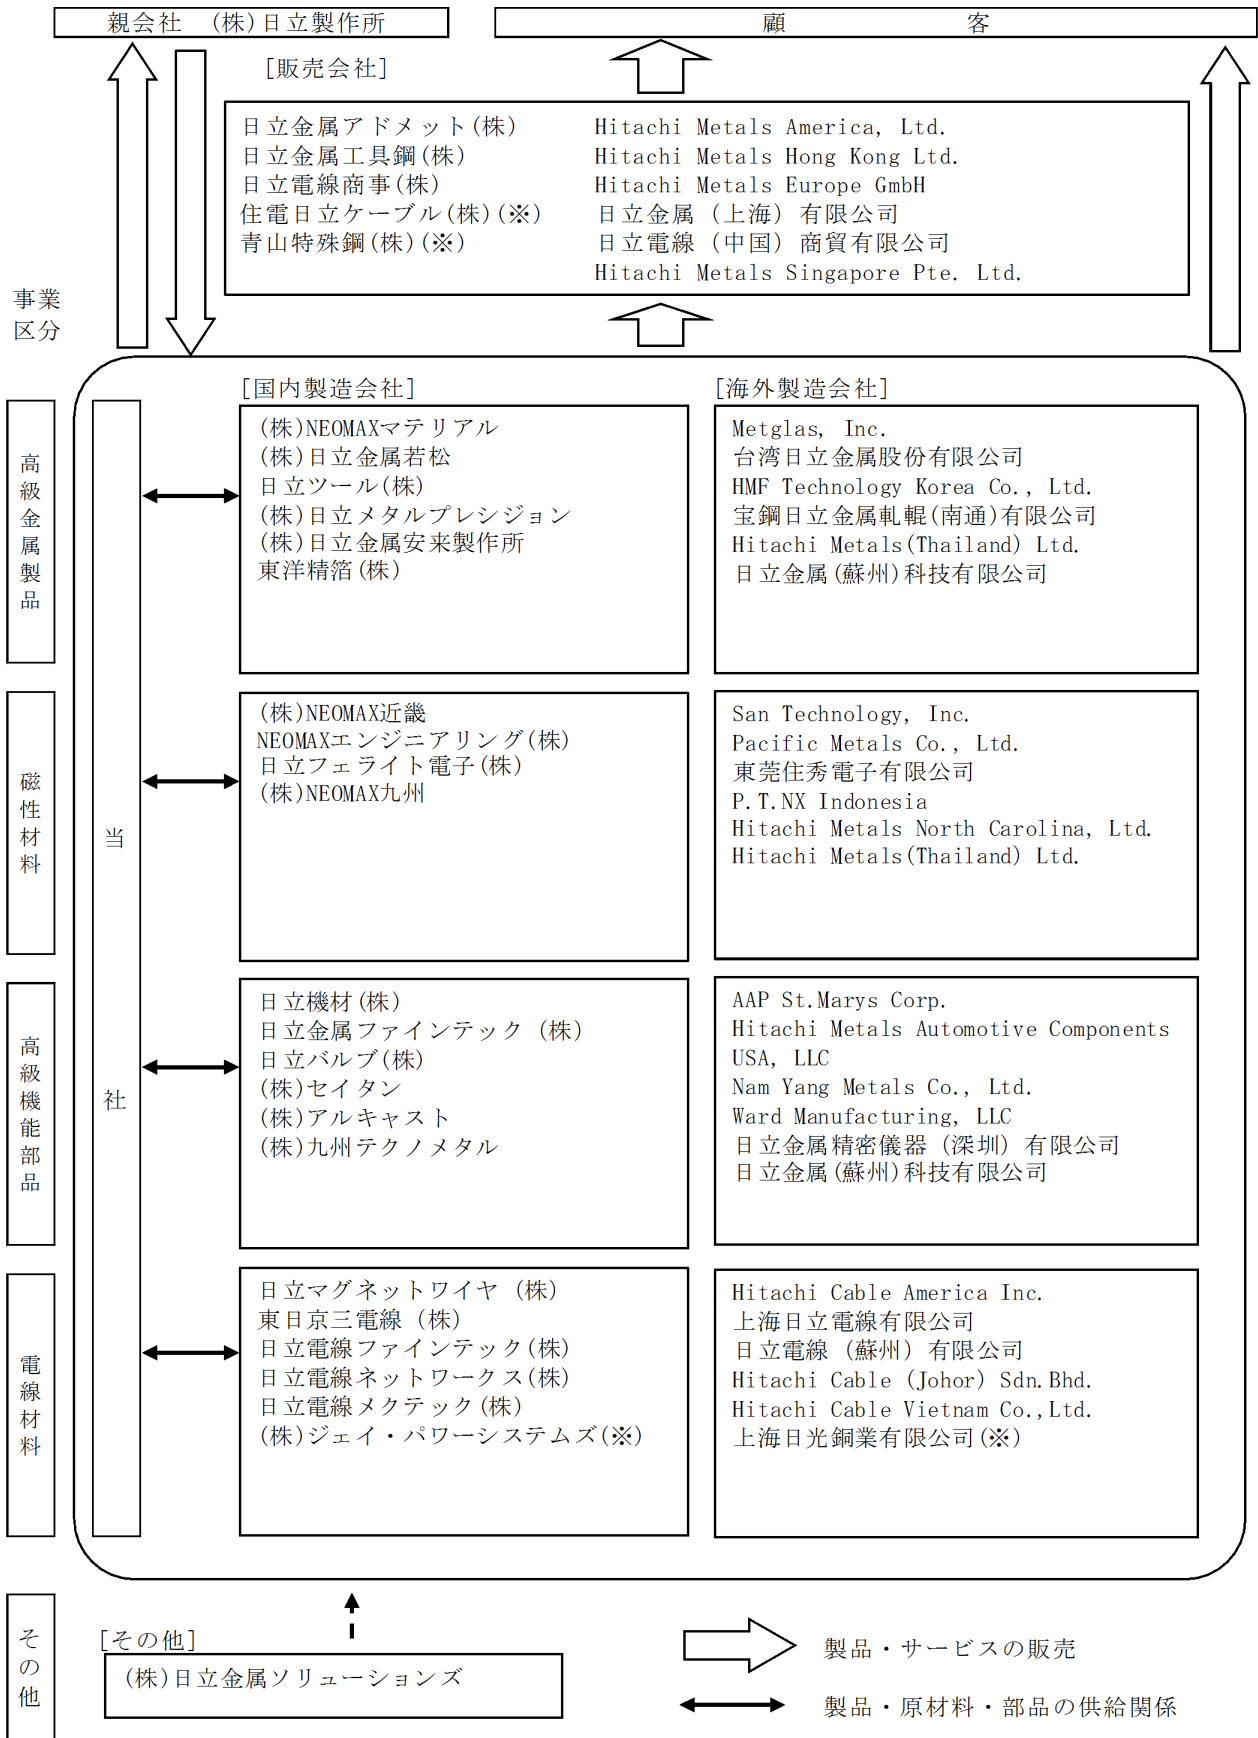 親会社 (株)日立製作所
顧 客
[販売会社]
日立金属アドメット(株)
日立金属工具鋼(株)
日立電線商事(株)
住電日立ケーブル(株)(※)
青山特殊鋼(株)(※)
Hitachi Metals America, Ltd.
Hitachi Metals Hong Kong Ltd.
Hitachi Metals Europe GmbH
日立金属（上海）有限公司
日立電線（中国）商貿有限公司
Hitachi Metals Singapore Pte. Ltd.
事業
区分
当社
高級金属製品
[国内製造会社]
(株)NEOMAXマテリアル
(株)日立金属若松
日立ツール(株)
(株)日立メタルプレシジョン
(株)日立金属安来製作所
東洋精箔(株)
[海外製造会社]
Metglas, Inc.
台湾日立金属股份有限公司
HMF Technology Korea Co., Ltd.
宝鋼日立金属軋輥(南通)有限公司
Hitachi Metals(Thailand) Ltd.
日立金属(蘇州)科技有限公司
磁性材料
(株)NEOMAX近畿
NEOMAXエンジニアリング(株)
日立フェライト電子(株)
(株)NEOMAX九州
San Technology, Inc.
Pacific Metals Co., Ltd.
東莞住秀電子有限公司
P.T.NX Indonesia
Hitachi Metals North Carolina, Ltd.
Hitachi Metals(Thailand) Ltd.
高級機能部品
日立機材(株)
日立金属ファインテック（株）
日立バルブ(株)
(株)セイタン
(株)アルキャスト
(株)九州テクノメタル
AAP St.Marys Corp.
Hitachi Metals Automotive Components
USA, LLC
Nam Yang Metals Co., Ltd.
Ward Manufacturing, LLC
日立金属精密儀器（深圳）有限公司
日立金属(蘇州)科技有限公司
電線材料
日立マグネットワイヤ（株）
東日京三電線（株）
日立電線ファインテック(株)
日立電線ネットワークス(株)
日立電線メクテック(株)
(株)ジェイ・パワーシステムズ(※)
Hitachi Cable America Inc.
上海日立電線有限公司
日立電線（蘇州）有限公司
Hitachi Cable (Johor) Sdn.Bhd.
Hitachi Cable Vietnam Co.,Ltd.
上海日光銅業有限公司(※)
その他
[その他]
(株)日立金属ソリューションズ
製品・サービスの販売
製品・原材料・部品の供給関係